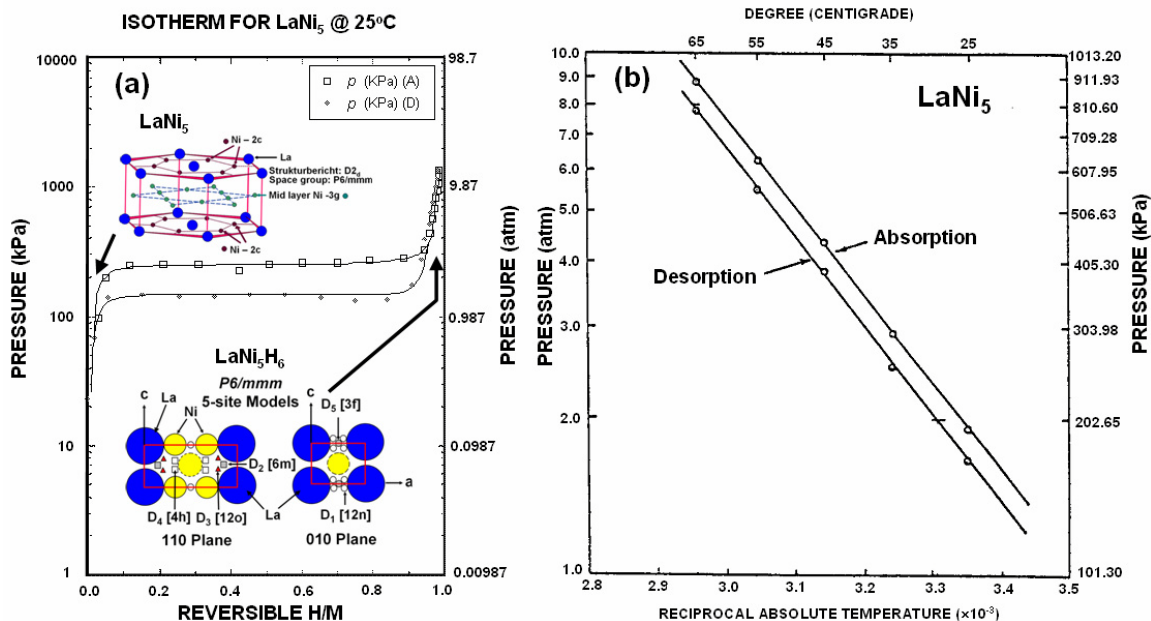 ISOTHERM FOR LaNi₅ @ 25ºC
(a)
□ p (KPa) (A)
◆ p (KPa) (D)
PRESSURE (kPa)
10000
1000
100
10
1
98.7
9.87
0.987
0.0987
0.00987
PRESSURE (atm)
0.0 0.2 0.4 0.6 0.8 1.0
REVERSIBLE H/M
LaNi₅
Ni – 2c
La
Strukturbericht: D2d
Space group: P6/mmm
Mid layer Ni -3g
Ni – 2c
LaNi₅H₆
P6/mmm
5-site Models
c
La
Ni
D₂ [6m]
D₄ [4h]
D₃ [12o]
La
110 Plane
c
D₅ [3f]
a
D₁ [12n]
010 Plane
DEGREE (CENTIGRADE)
65 55 45 35 25
(b)
LaNi₅
PRESSURE (atm)
10.0
9.0
8.0
7.0
6.0
5.0
4.0
3.0
2.0
1.0
Absorption
Desorption
1013.20
911.93
810.60
709.28
607.95
506.63
405.30
303.98
202.65
101.30
PRESSURE (kPa)
2.8 2.9 3.0 3.1 3.2 3.3 3.4 3.5
RECIPROCAL ABSOLUTE TEMPERATURE (×10⁻³)